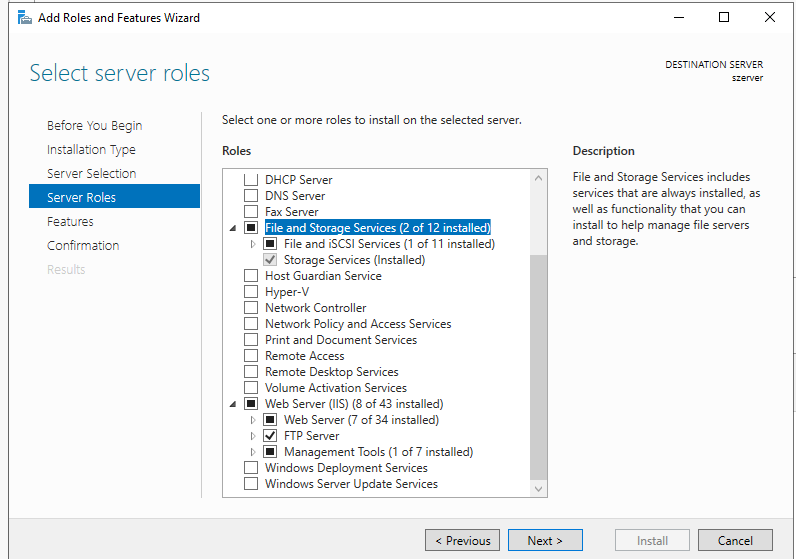 Add Roles and Features Wizard
Select server roles
DESTINATION SERVER
szerver
Before You Begin
Installation Type
Server Selection
Server Roles
Features
Confirmation
Results
Select one or more roles to install on the selected server.
Roles
DHCP Server
DNS Server
Fax Server
File and Storage Services (2 of 12 installed)
File and iSCSI Services (1 of 11 installed)
Storage Services (Installed)
Host Guardian Service
Hyper-V
Network Controller
Network Policy and Access Services
Print and Document Services
Remote Access
Remote Desktop Services
Volume Activation Services
Web Server (IIS) (8 of 43 installed)
Web Server (7 of 34 installed)
FTP Server
Management Tools (1 of 7 installed)
Windows Deployment Services
Windows Server Update Services
Description
File and Storage Services includes
services that are always installed, as
well as functionality that you can
install to help manage file servers
and storage.
< Previous
Next >
Install
Cancel